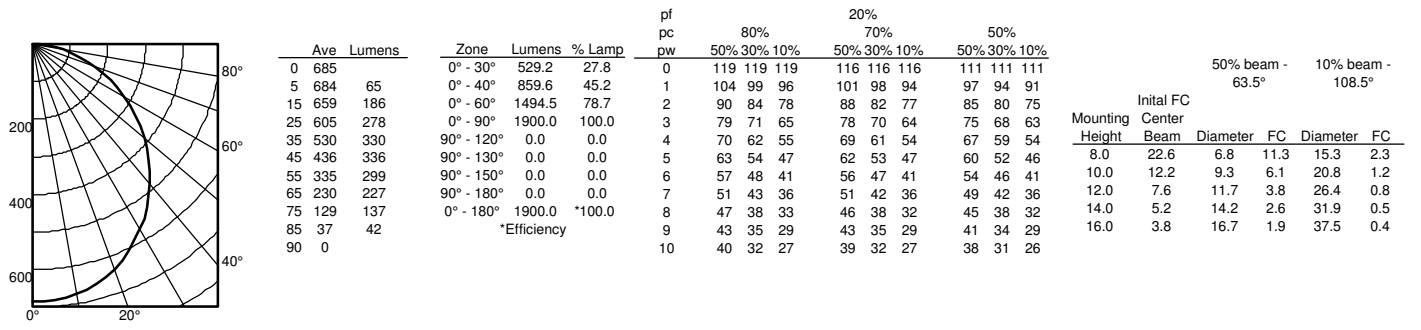 200
400
600
0°
20°
40°
60°
80°
Ave Lumens
0 685
5 684 65
15 659 186
25 605 278
35 530 330
45 436 336
55 335 299
65 230 227
75 129 137
85 37 42
90 0
Zone Lumens % Lamp
0° - 30° 529.2 27.8
0° - 40° 859.6 45.2
0° - 60° 1494.5 78.7
0° - 90° 1900.0 100.0
90° - 120° 0.0 0.0
90° - 130° 0.0 0.0
90° - 150° 0.0 0.0
90° - 180° 0.0 0.0
0° - 180° 1900.0 *100.0
*Efficiency
pf 20%
pc 80% 70% 50%
pw 50% 30% 10% 50% 30% 10% 50% 30% 10%
0 119 119 119 116 116 116 111 111 111
1 104 99 96 101 98 94 97 94 91
2 90 84 78 88 82 77 85 80 75
3 79 71 65 78 70 64 75 68 63
4 70 62 55 69 61 54 67 59 54
5 63 54 47 62 53 47 60 52 46
6 57 48 41 56 47 41 54 46 41
7 51 43 36 51 42 36 49 42 36
8 47 38 33 46 38 32 45 38 32
9 43 35 29 43 35 29 41 34 29
10 40 32 27 39 32 27 38 31 26
50% beam - 10% beam -
63.5° 108.5°
Inital FC
Mounting Center
Height Beam Diameter FC Diameter FC
8.0 22.6 6.8 11.3 15.3 2.3
10.0 12.2 9.3 6.1 20.8 1.2
12.0 7.6 11.7 3.8 26.4 0.8
14.0 5.2 14.2 2.6 31.9 0.5
16.0 3.8 16.7 1.9 37.5 0.4